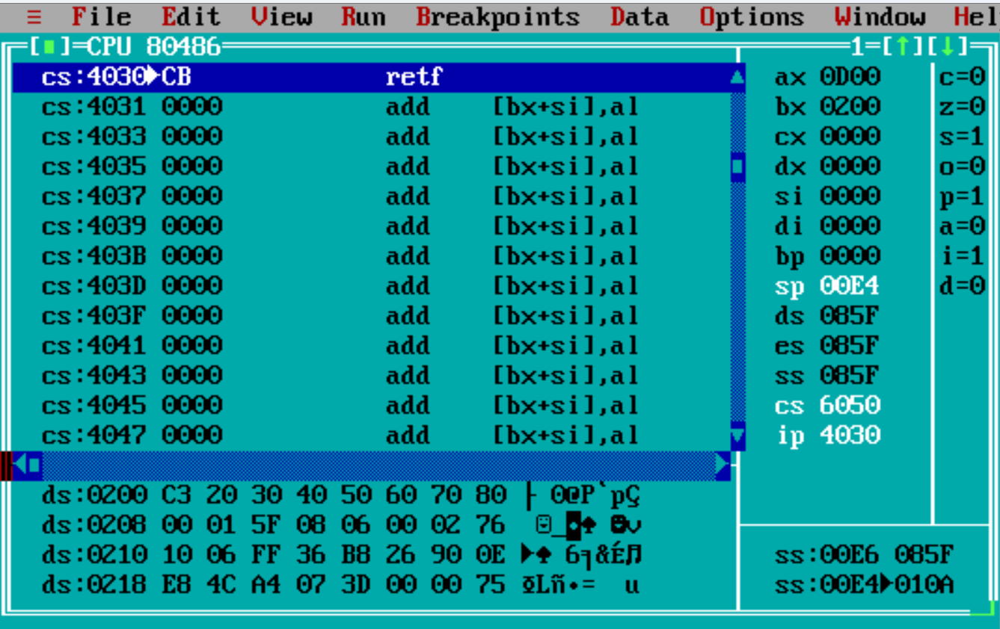 ≡ File Edit View Run Breakpoints Data Options Window Hel
[■]=CPU 80486 1=[↑][↓]=
cs:4030►CB retf ▲ ax 0D00 c=0
cs:4031 0000 add [bx+si],al bx 0200 z=0
cs:4033 0000 add [bx+si],al cx 0000 s=1
cs:4035 0000 add [bx+si],al dx 0000 o=0
cs:4037 0000 add [bx+si],al si 0000 p=1
cs:4039 0000 add [bx+si],al di 0000 a=0
cs:403B 0000 add [bx+si],al bp 0000 i=1
cs:403D 0000 add [bx+si],al sp 00E4 d=0
cs:403F 0000 add [bx+si],al ds 085F
cs:4041 0000 add [bx+si],al es 085F
cs:4043 0000 add [bx+si],al ss 085F
cs:4045 0000 add [bx+si],al cs 6050
cs:4047 0000 add [bx+si],al ▼ ip 4030
ds:0200 C3 20 30 40 50 60 70 80 ├ 0@P`pÇ
ds:0208 00 01 5F 08 06 00 02 76 ☺_◘♠ ☻v
ds:0210 10 06 FF 36 B8 26 90 0E ►♠ 6╕&É♫ ss:00E6 085F
ds:0218 E8 4C A4 07 3D 00 00 75 ΦLñ•= u ss:00E4►010A